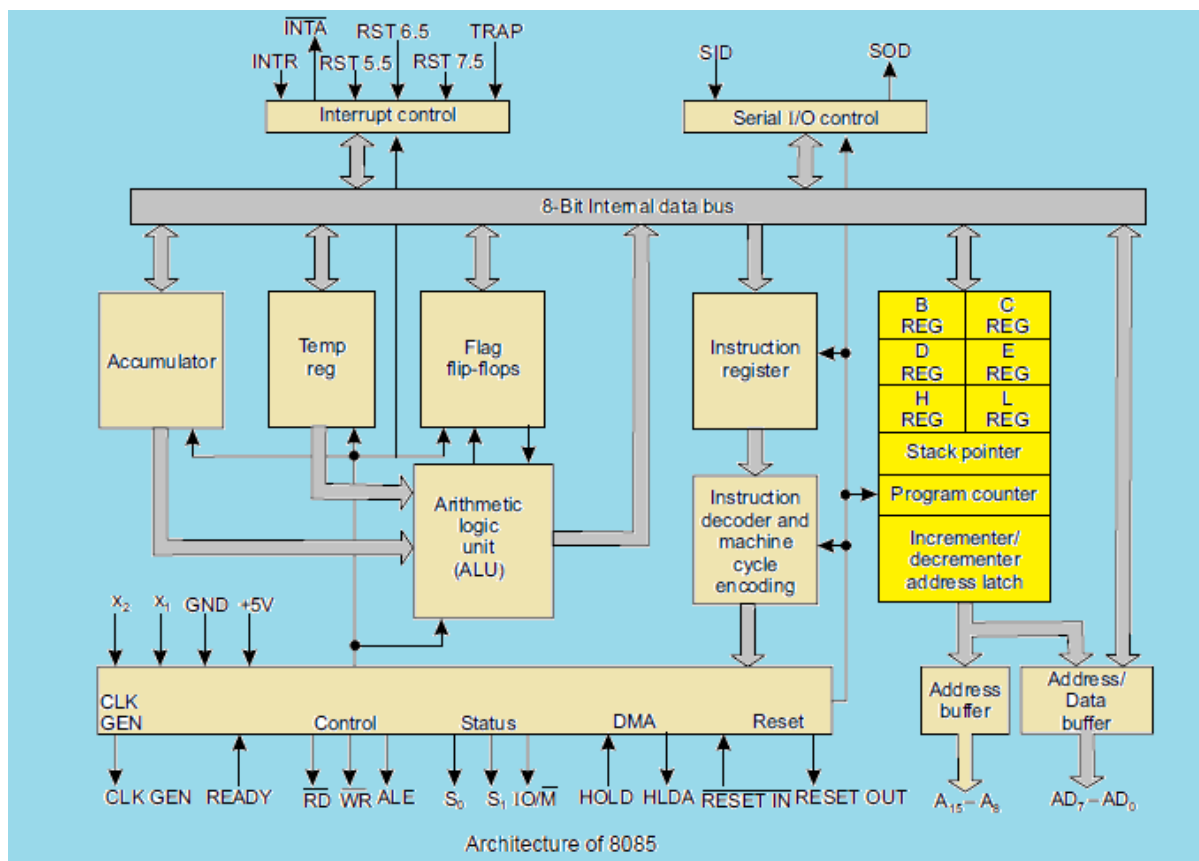 INTA RST 6.5 TRAP
INTR RST 5.5 RST 7.5
SID SOD
Interrupt control
Serial I/O control
8-Bit Internal data bus
Accumulator
Temp
reg
Flag
flip-flops
Instruction
register
B
REG
C
REG
D
REG
E
REG
H
REG
L
REG
Stack pointer
Program counter
Incrementer/
decrementer
address latch
Arithmetic
logic
unit
(ALU)
Instruction
decoder and
machine
cycle
encoding
X2 X1 GND +5V
CLK
GEN
Control Status DMA Reset
Address
buffer
Address/
Data
buffer
CLK GEN READY RD WR ALE S0 S1 IO/M HOLD HLDA RESET IN RESET OUT
A15 – A8 AD7 – AD0
Architecture of 8085